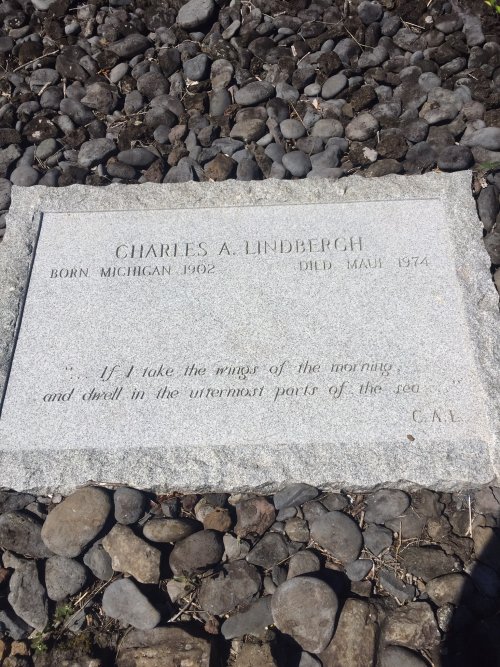 CHARLES A. LINDBERGH
BORN MICHIGAN 1902 DIED MAUI 1974
"... If I take the wings of the morning,
and dwell in the uttermost parts of the sea ..."
C.A.L.